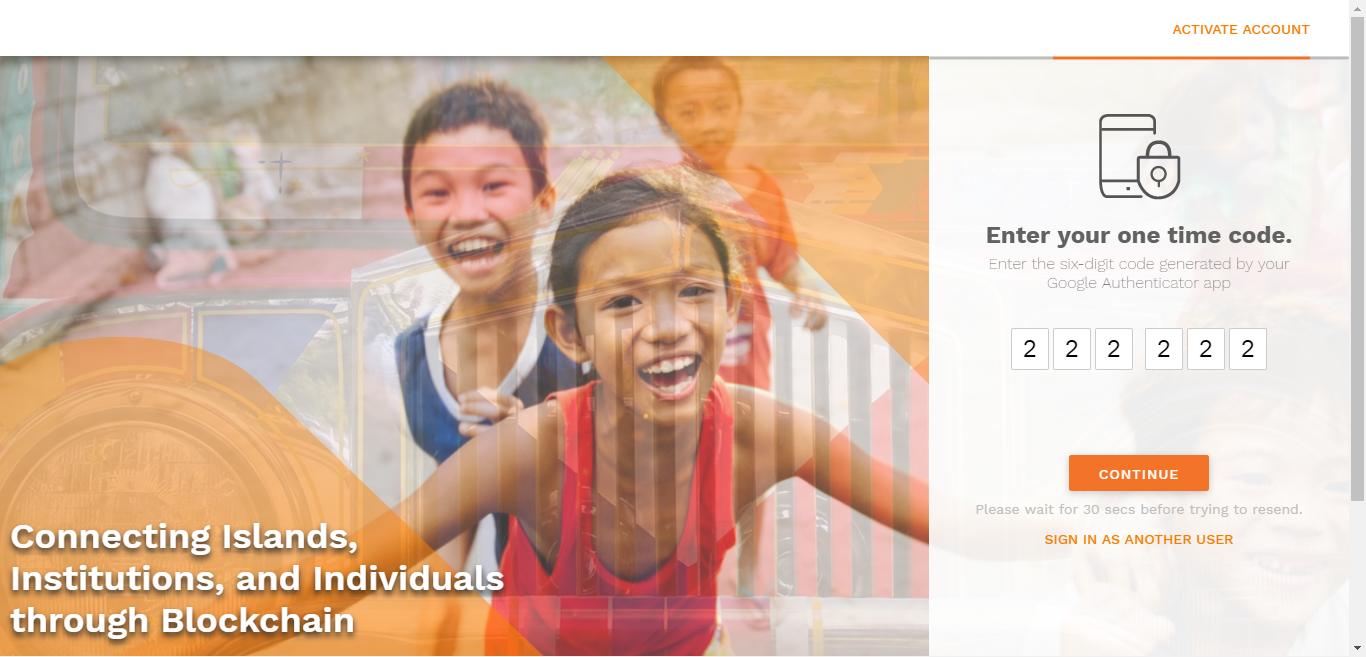 ACTIVATE ACCOUNT
Enter your one time code.
Enter the six-digit code generated by your
Google Authenticator app
2 2 2 2 2 2
CONTINUE
Please wait for 30 secs before trying to resend.
SIGN IN AS ANOTHER USER
Connecting Islands,
Institutions, and Individuals
through Blockchain